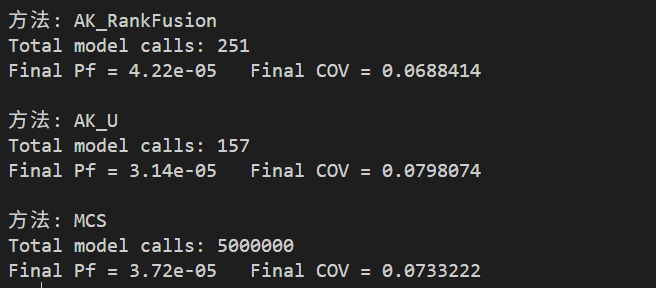 方法: AK_RankFusion
Total model calls: 251
Final Pf = 4.22e-05   Final COV = 0.0688414
方法: AK_U
Total model calls: 157
Final Pf = 3.14e-05   Final COV = 0.0798074
方法: MCS
Total model calls: 5000000
Final Pf = 3.72e-05   Final COV = 0.0733222